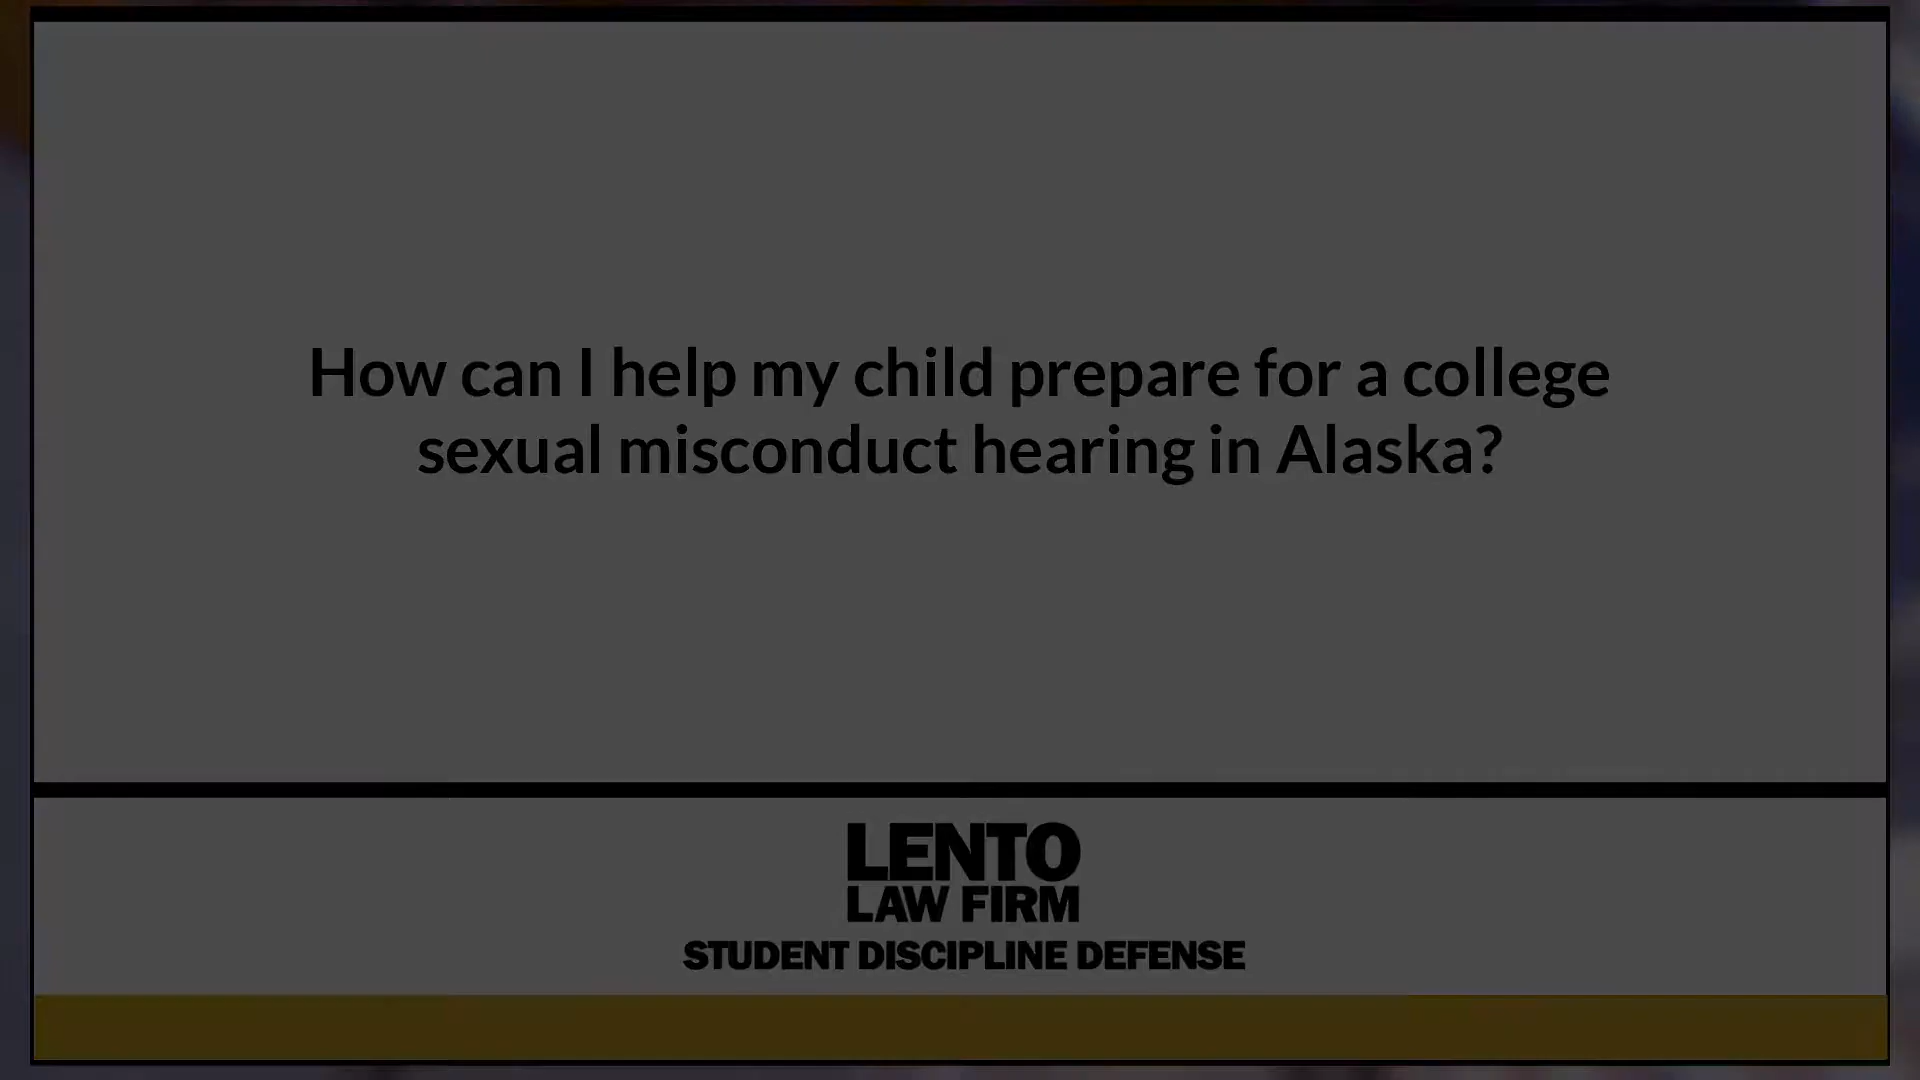 How can I help my child prepare for a college
sexual misconduct hearing in Alaska?
LENTO
LAW FIRM
STUDENT DISCIPLINE DEFENSE